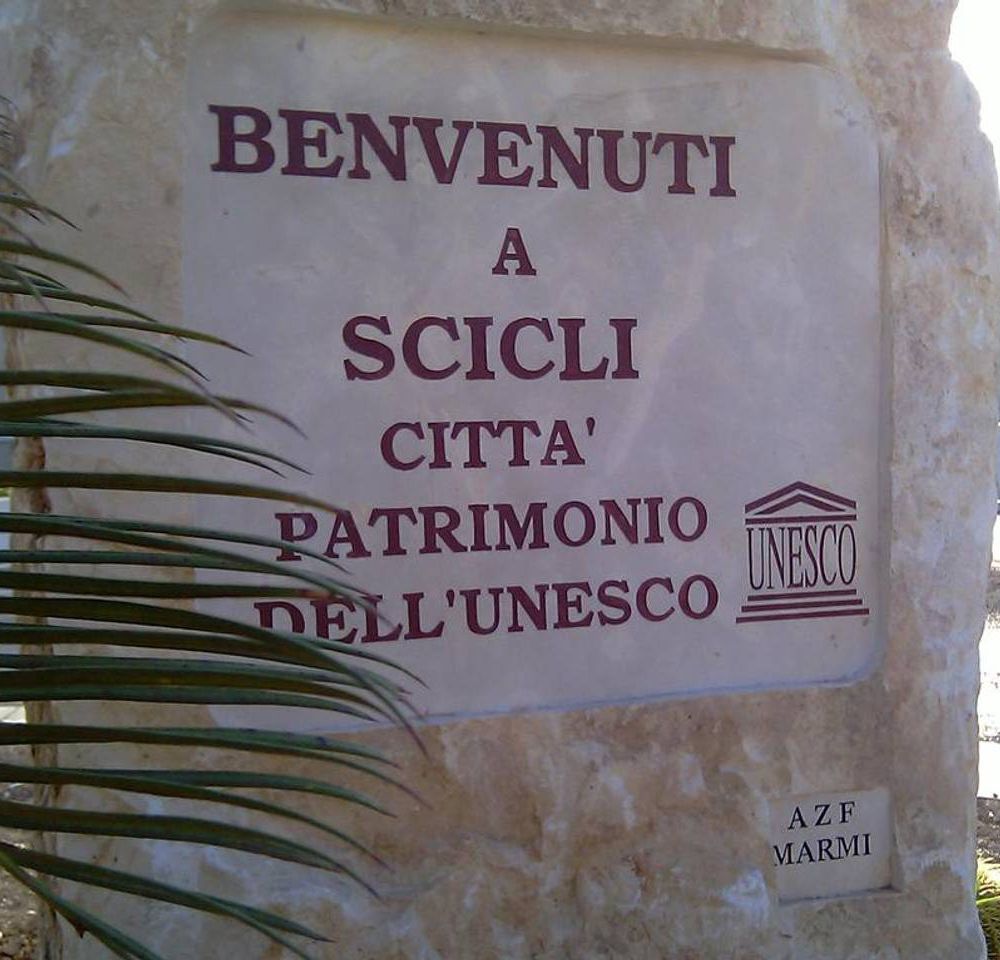 BENVENUTI
A
SCICLI
CITTA'
PATRIMONIO
DELL'UNESCO
UNESCO
AZF
MARMI